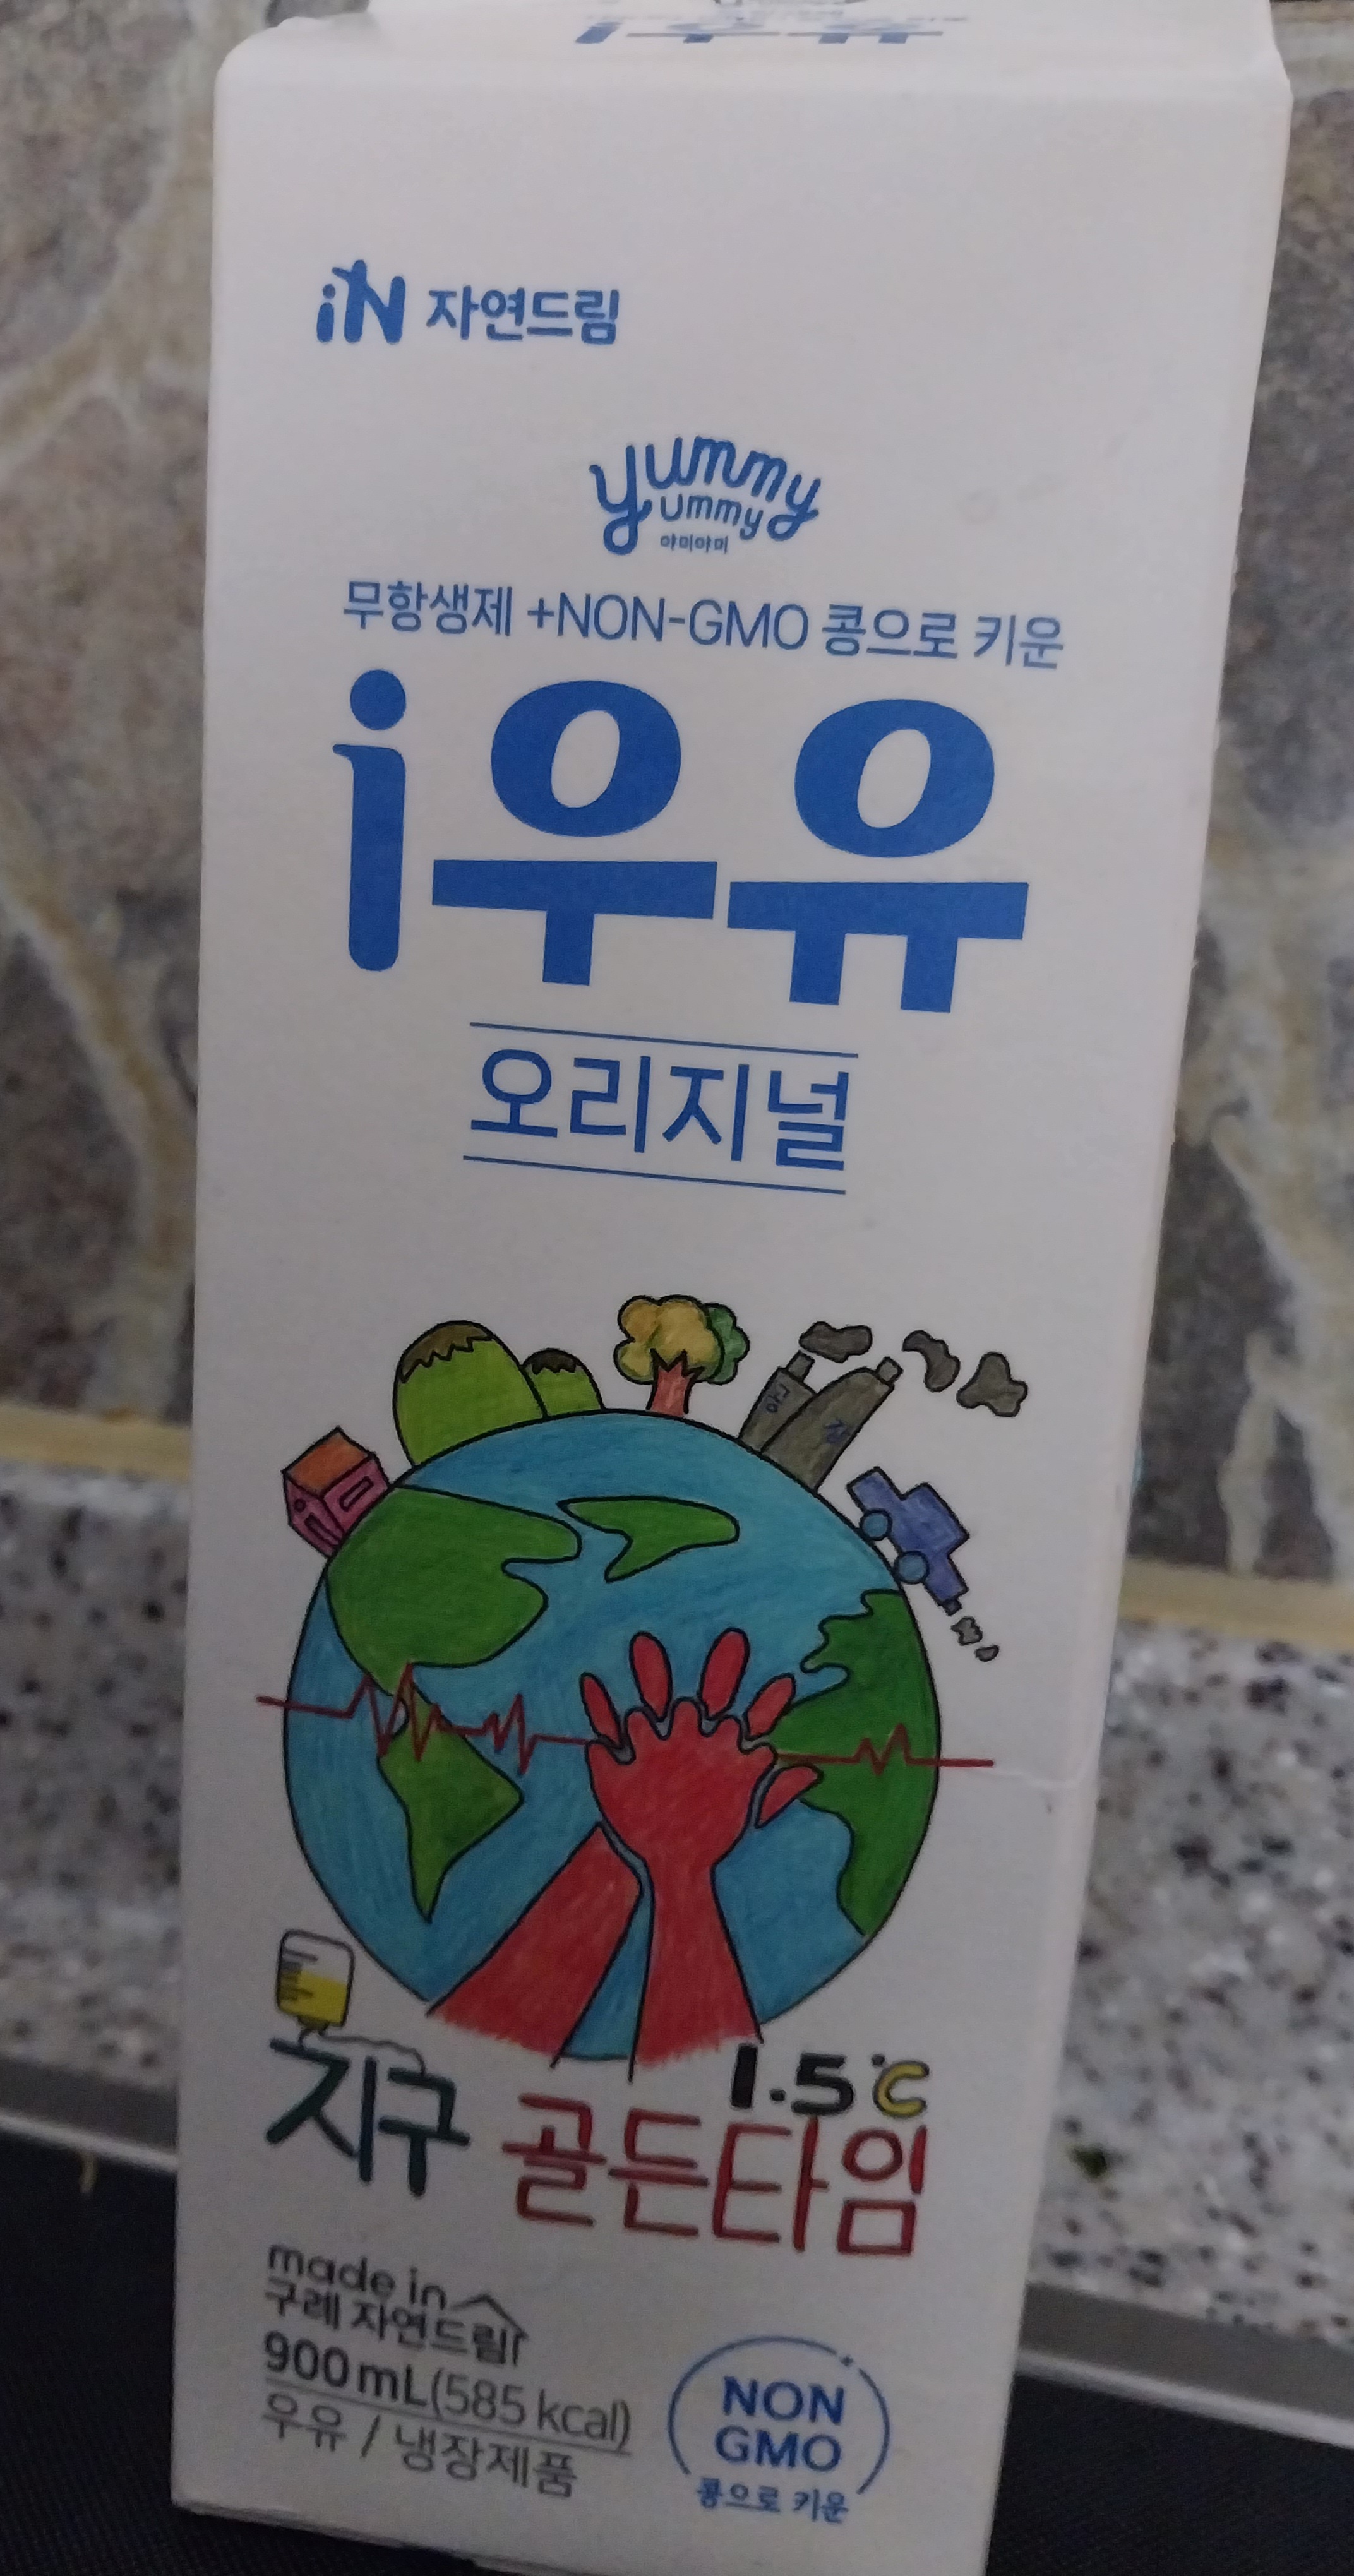 iN 자연드림
yummy
yummy
야미야미
무항생제 +NON-GMO 콩으로 키운
i우유
오리지널
1.5℃
지구 골든타임
made in
구례 자연드림
900mL(585 kcal)
우유 / 냉장제품
NON
GMO
콩으로 키운